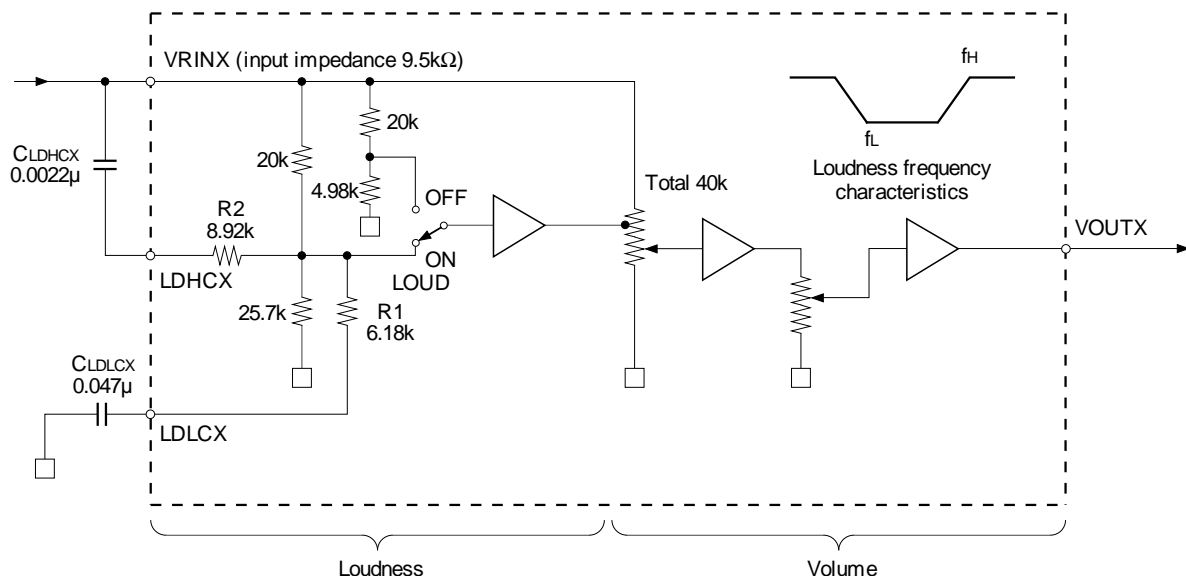 VRINX (input impedance 9.5kΩ)
fH
20k
CLDHCX
0.0022µ
20k
fL
Loudness frequency
characteristics
4.98k
OFF
Total 40k
R2
8.92k
VOUTX
LDHCX
ON
LOUD
25.7k
R1
6.18k
CLDLCX
0.047µ
LDLCX
Loudness
Volume